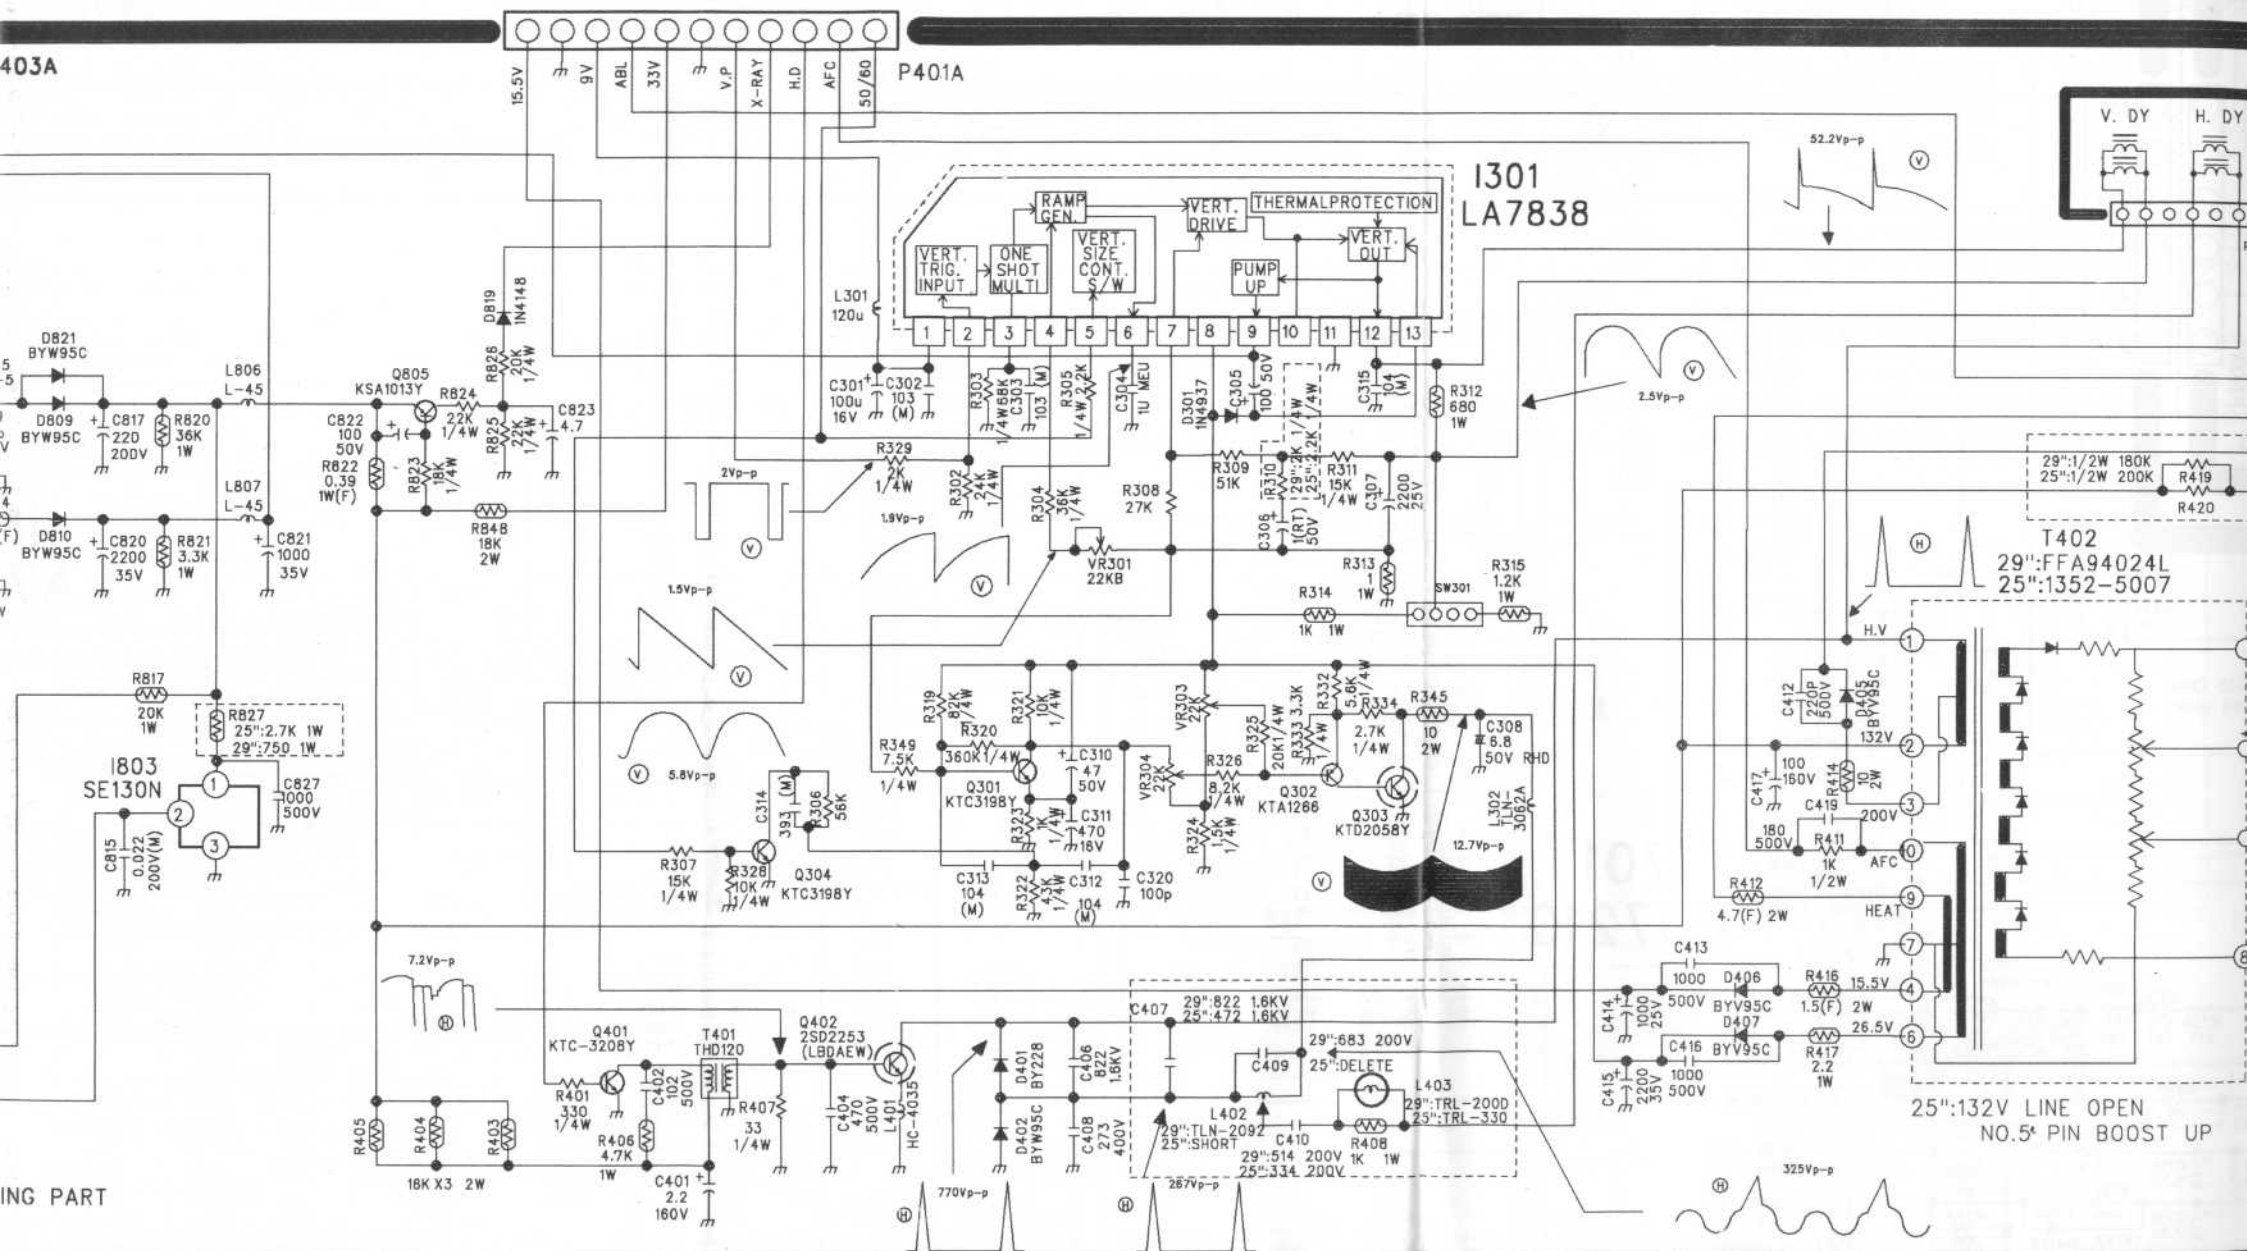 403A
P401A
15.5V
9V
ABL
33V
V.P
X-RAY
H.D
AFC
50/60
V. DY
H. DY
52.2Vp-p
V
I301
LA7838
RAMP
GEN.
VERT.
DRIVE
THERMALPROTECTION
VERT.
TRIG.
INPUT
ONE
SHOT
MULTI
VERT.
SIZE
CONT.
S/W
PUMP
UP
VERT.
OUT
1
2
3
4
5
6
7
8
9
10
11
12
13
L301
120u
D819
1N4148
R826
20K
1/4W
D821
BYW95C
D809
BYW95C
C817
220
200V
R820
36K
1W
L806
L-45
Q805
KSA1013Y
R824
22K
1/4W
C822
100
50V
R822
0.39
1W(F)
R823
18K
1/4W
R825
22K
1/4W
C823
4.7
L807
L-45
D810
BYW95C
C820
2200
35V
R821
3.3K
1W
C821
1000
35V
R848
18K
2W
C301
100u
16V
C302
103
(M)
R303
68K
1/4W
C303
103 (M)
R305
2.2K
1/4W
C304
1U MEU
D301
1N4937
C305
100 50V
C315
104
(M)
R312
680
1W
2.5Vp-p
V
R329
2K
1/4W
2Vp-p
V
R302
24K
1/4W
R304
36K
1/4W
R308
27K
R309
51K
R310
29":2K 1/4W
25":2.2K 1/4W
R311
15K
1/4W
C307
2200
25V
C306
1(RT)
50V
1.9Vp-p
V
VR301
22KB
R313
1
1W
SW301
R314
1K 1W
R315
1.2K
1W
1.5Vp-p
V
5.8Vp-p
V
29":1/2W 180K
25":1/2W 200K
R419
R420
T402
29":FFA94024L
25":1352-5007
H
R817
20K
1W
R827
25":2.7K 1W
29":750 1W
I803
SE130N
1
2
3
C827
1000
500V
C815
0.022
200V(M)
R319
82K
1/4W
R320
360K1/4W
R321
10K
1/4W
R349
7.5K
1/4W
Q301
KTC3198Y
C310
47
50V
R323
1K
1/4W
C311
470
16V
C313
104
(M)
R322
43K
1/4W
C312
104
(M)
C320
100p
VR303
22K
VR304
22K
R325
20K1/4W
R326
8.2K
1/4W
R324
1.5K
1/4W
R333 3.3K
1/4W
R332
5.6K
1/4W
R334
2.7K
1/4W
R345
10
2W
C308
6.8
50V RHD
Q302
KTA1266
Q303
KTD2058Y
L302
TLN-
3062A
12.7Vp-p
V
C314
393 (M)
R306
56K
R307
15K
1/4W
R328
10K
1/4W
Q304
KTC3198Y
H.V
1
C412
220P
500V
D405
BYV95C
132V
2
C417
100
160V
R414
10
2W
3
200V
C419
180
500V
R411
1K
1/2W
AFC
R412
4.7(F) 2W
HEAT
9
7
C413
1000
500V
D406
BYV95C
R416
1.5(F) 2W
15.5V
4
C414
1000
25V
D407
BYV95C
26.5V
6
C415
2200
35V
C416
1000
500V
R417
2.2
1W
8
25":132V LINE OPEN
NO.5 PIN BOOST UP
7.2Vp-p
H
Q401
KTC-3208Y
T401
THD120
Q402
2SD2253
(LBDAEW)
R401
330
1/4W
C402
102
500V
R406
4.7K
1W
R407
33
1/4W
C404
470
500V
L401
HC-4035
C401
2.2
160V
R405
R404
R403
18K X3 2W
D401
BY228
D402
BYW95C
C406
822
1.6KV
C408
273
400V
C407
29":822 1.6KV
25":472 1.6KV
29":683 200V
25":DELETE
C409
L402
29":TLN-2092
25":SHORT
C410
29":514 200V
25":334 200V
L403
29":TRL-200D
25":TRL-330
R408
1K 1W
770Vp-p
H
267Vp-p
H
325Vp-p
H
ING PART